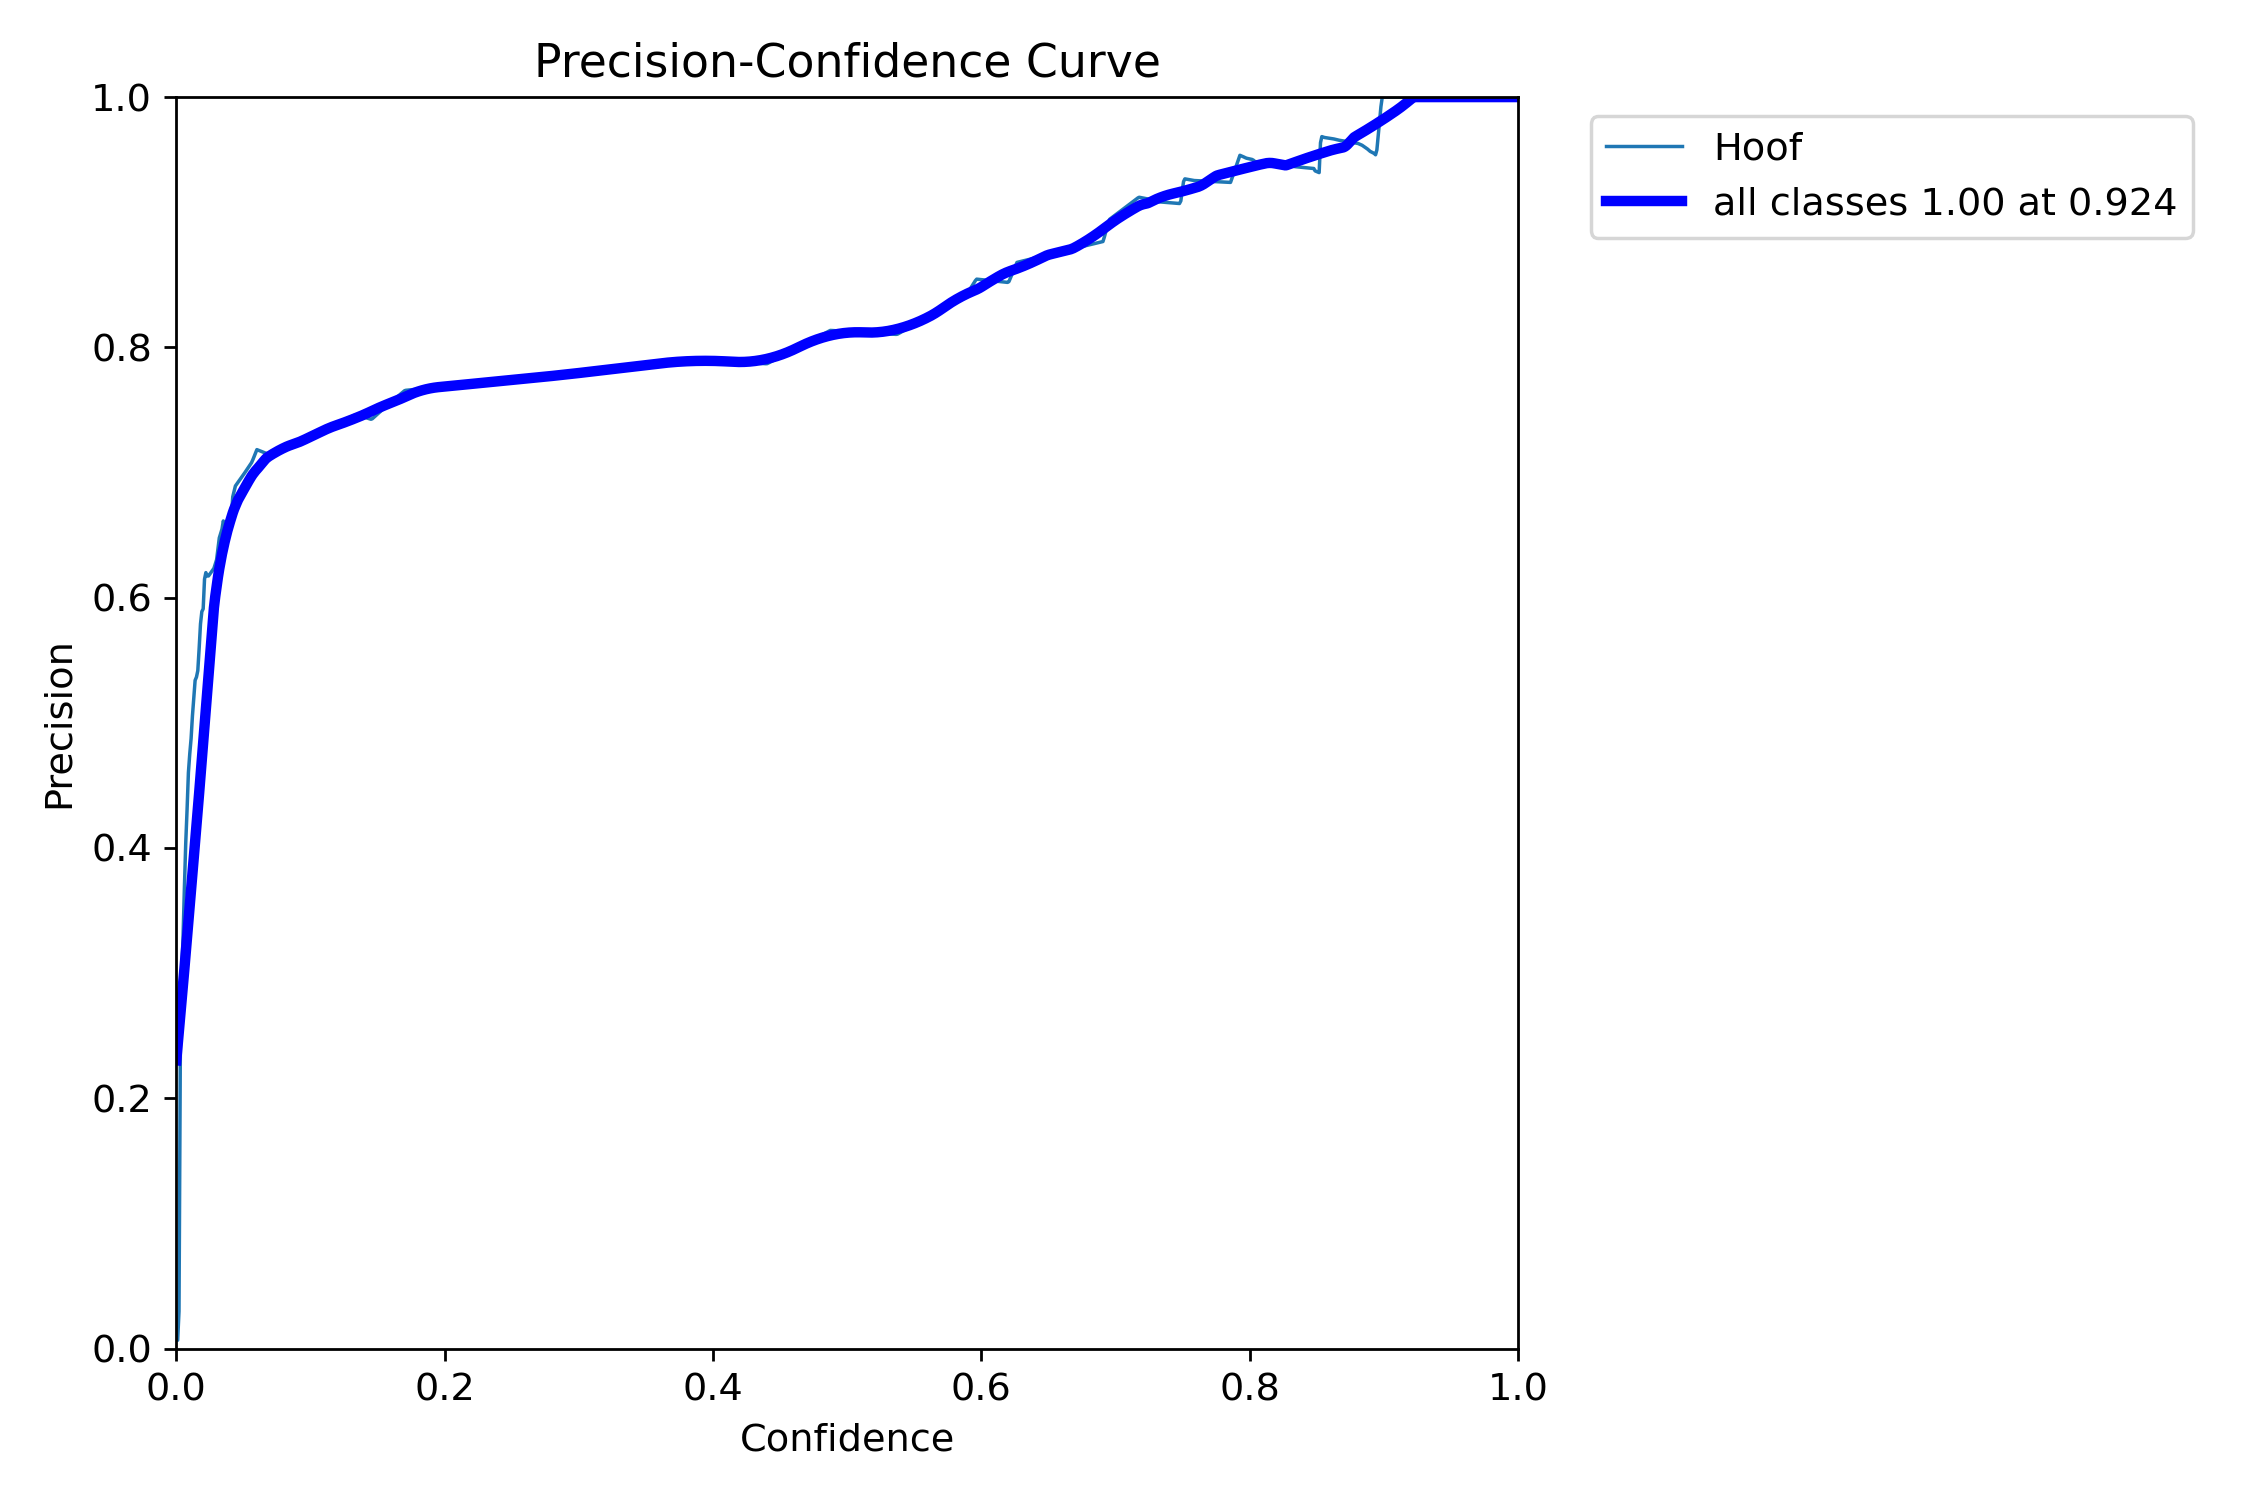 Precision-Confidence Curve
1.0
0.8
0.6
0.4
0.2
0.0
Precision
0.0 0.2 0.4 0.6 0.8 1.0
Confidence
Hoof
all classes 1.00 at 0.924